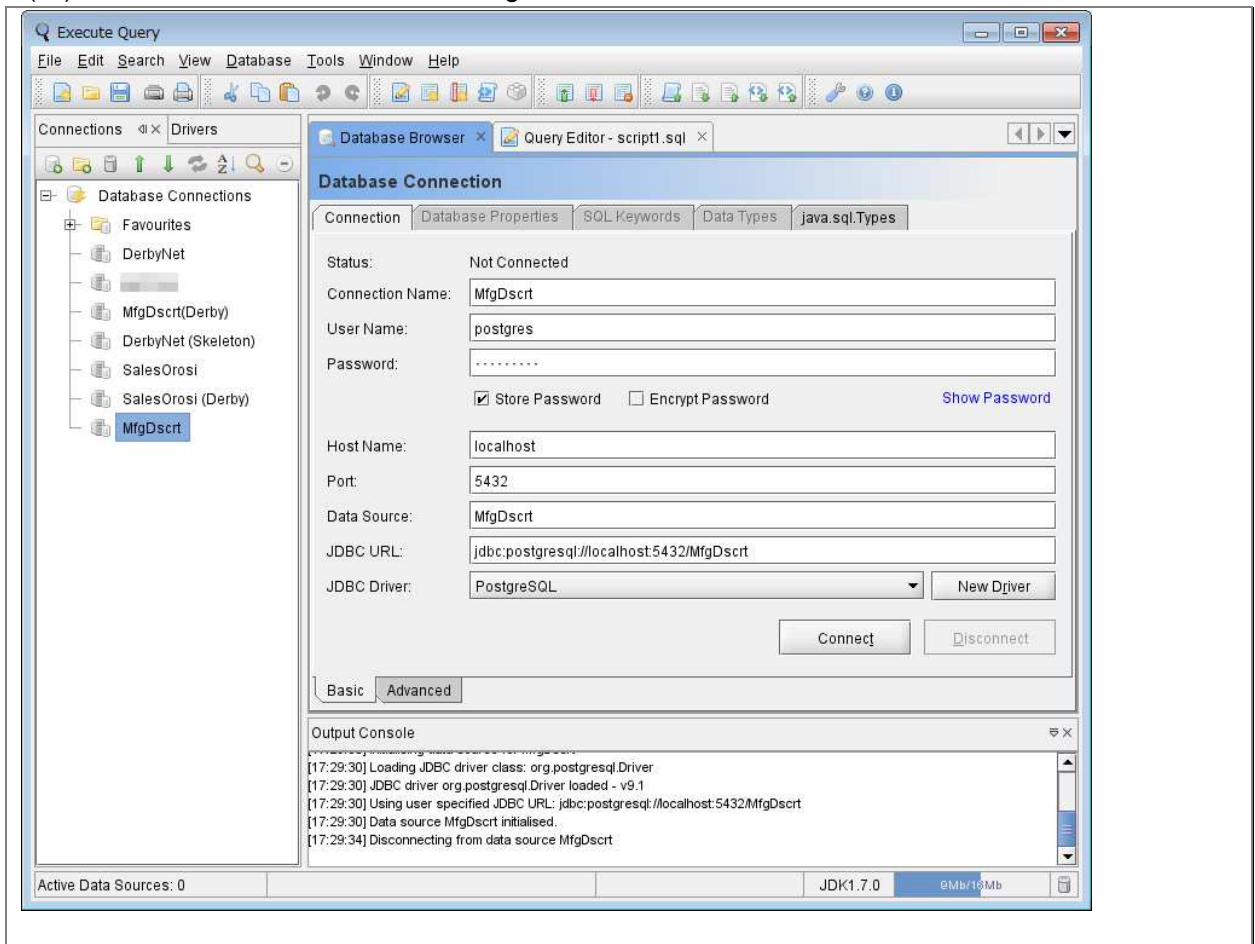 Execute Query
File Edit Search View Database Tools Window Help
Connections Drivers
Database Connections
Favourites
DerbyNet
MfgDscrt(Derby)
DerbyNet (Skeleton)
SalesOrosi
SalesOrosi (Derby)
MfgDscrt
Database Browser Query Editor - script1.sql
Database Connection
Connection Database Properties SQL Keywords Data Types java.sql.Types
Status: Not Connected
Connection Name: MfgDscrt
User Name: postgres
Password: ---------
Store Password Encrypt Password Show Password
Host Name: localhost
Port: 5432
Data Source: MfgDscrt
JDBC URL: jdbc:postgresql://localhost:5432/MfgDscrt
JDBC Driver: PostgreSQL New Driver
Connect Disconnect
Basic Advanced
Output Console
[17:29:30] Loading JDBC driver class: org.postgresql.Driver
[17:29:30] JDBC driver org.postgresql.Driver loaded - v9.1
[17:29:30] Using user specified JDBC URL: jdbc:postgresql://localhost:5432/MfgDscrt
[17:29:30] Data source MfgDscrt initialised.
[17:29:34] Disconnecting from data source MfgDscrt
Active Data Sources: 0 JDK1.7.0 9Mb/16Mb